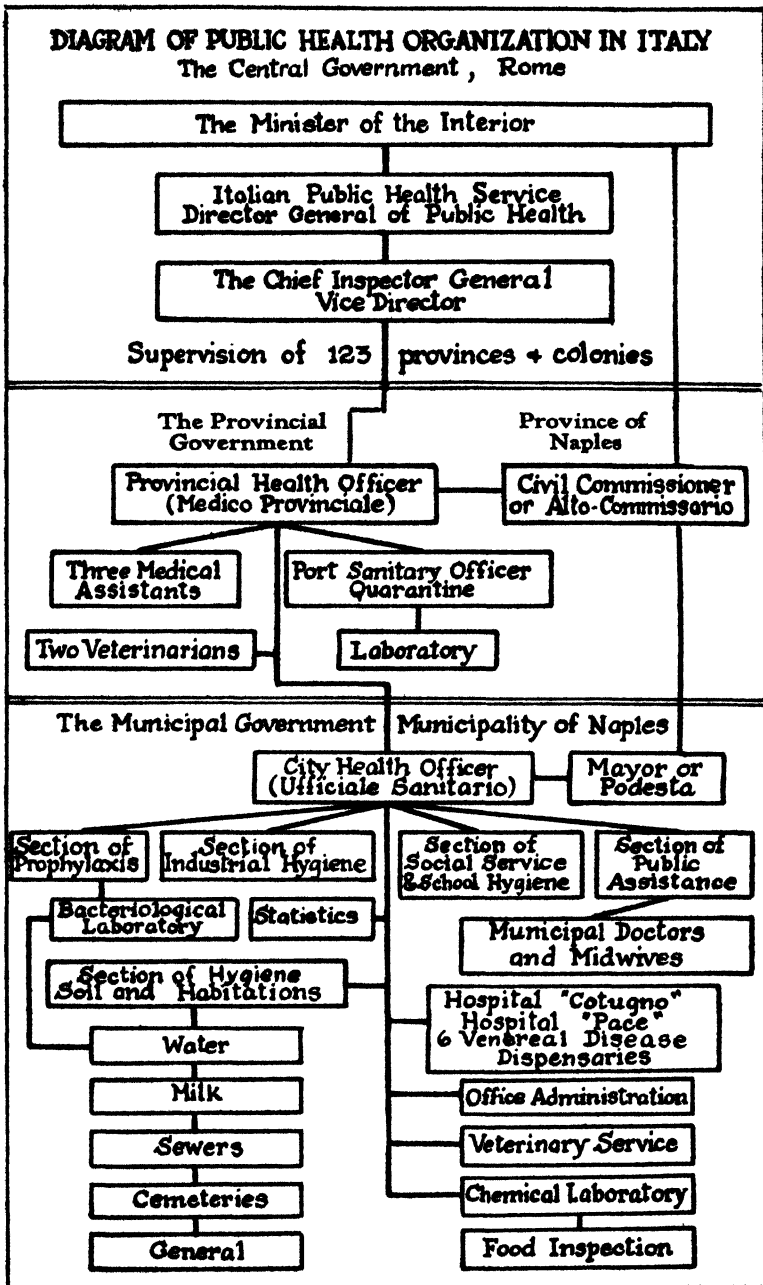 DIAGRAM OF PUBLIC HEALTH ORGANIZATION IN ITALY
The Central Government, Rome
The Minister of the Interior
Italian Public Health Service
Director General of Public Health
The Chief Inspector General
Vice Director
Supervision of 123 provinces + colonies
The Provincial
Government
Province of
Naples
Provincial Health Officer
(Medico Provinciale)
Civil Commissioner
or Alto-Commissario
Three Medical
Assistants
Port Sanitary Officer
Quarantine
Two Veterinarians
Laboratory
The Municipal Government
Municipality of Naples
City Health Officer
(Ufficiale Sanitario)
Mayor or
Podesta
Section of
Prophylaxis
Section of
Industrial Hygiene
Section of
Social Service
& School Hygiene
Section of
Public
Assistance
Bacteriological
Laboratory
Statistics
Municipal Doctors
and Midwives
Section of Hygiene
Soil and Habitations
Hospital "Cotugno"
Hospital "Pace"
6 Venereal Disease
Dispensaries
Water
Milk
Office Administration
Sewers
Veterinary Service
Cemeteries
Chemical Laboratory
General
Food Inspection